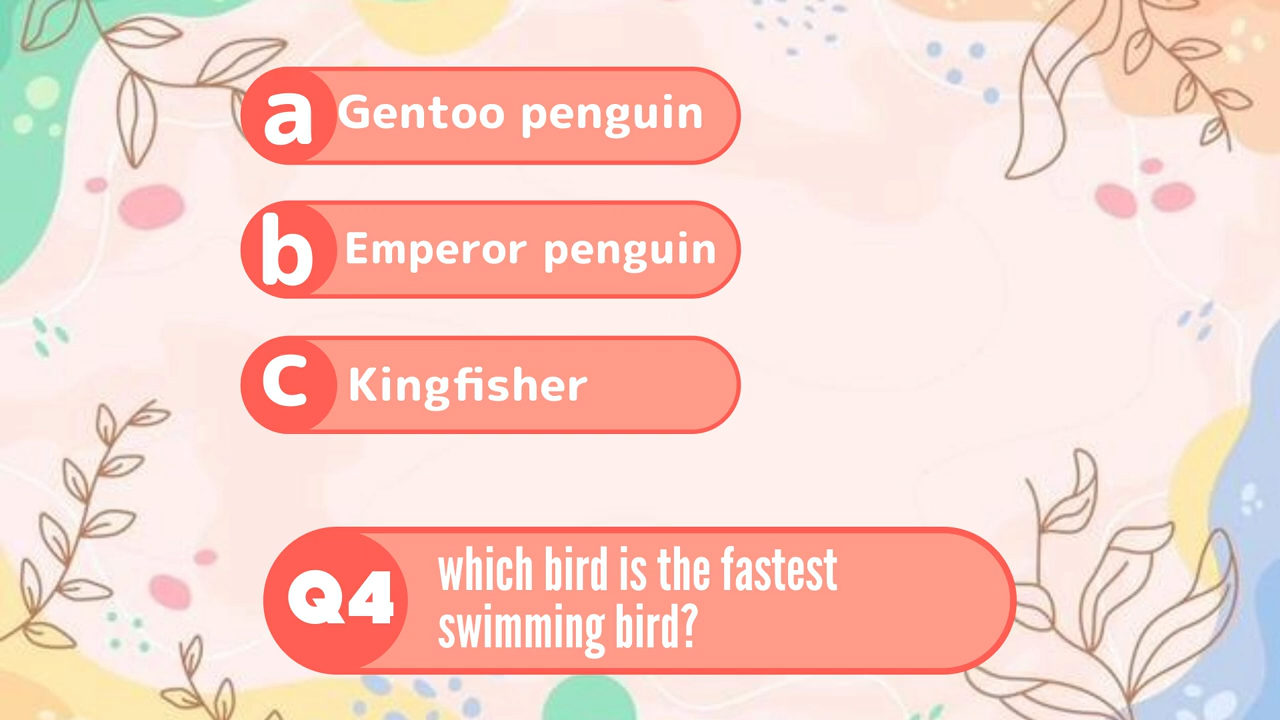 a Gentoo penguin
b Emperor penguin
c Kingfisher
Q4 which bird is the fastest
swimming bird?